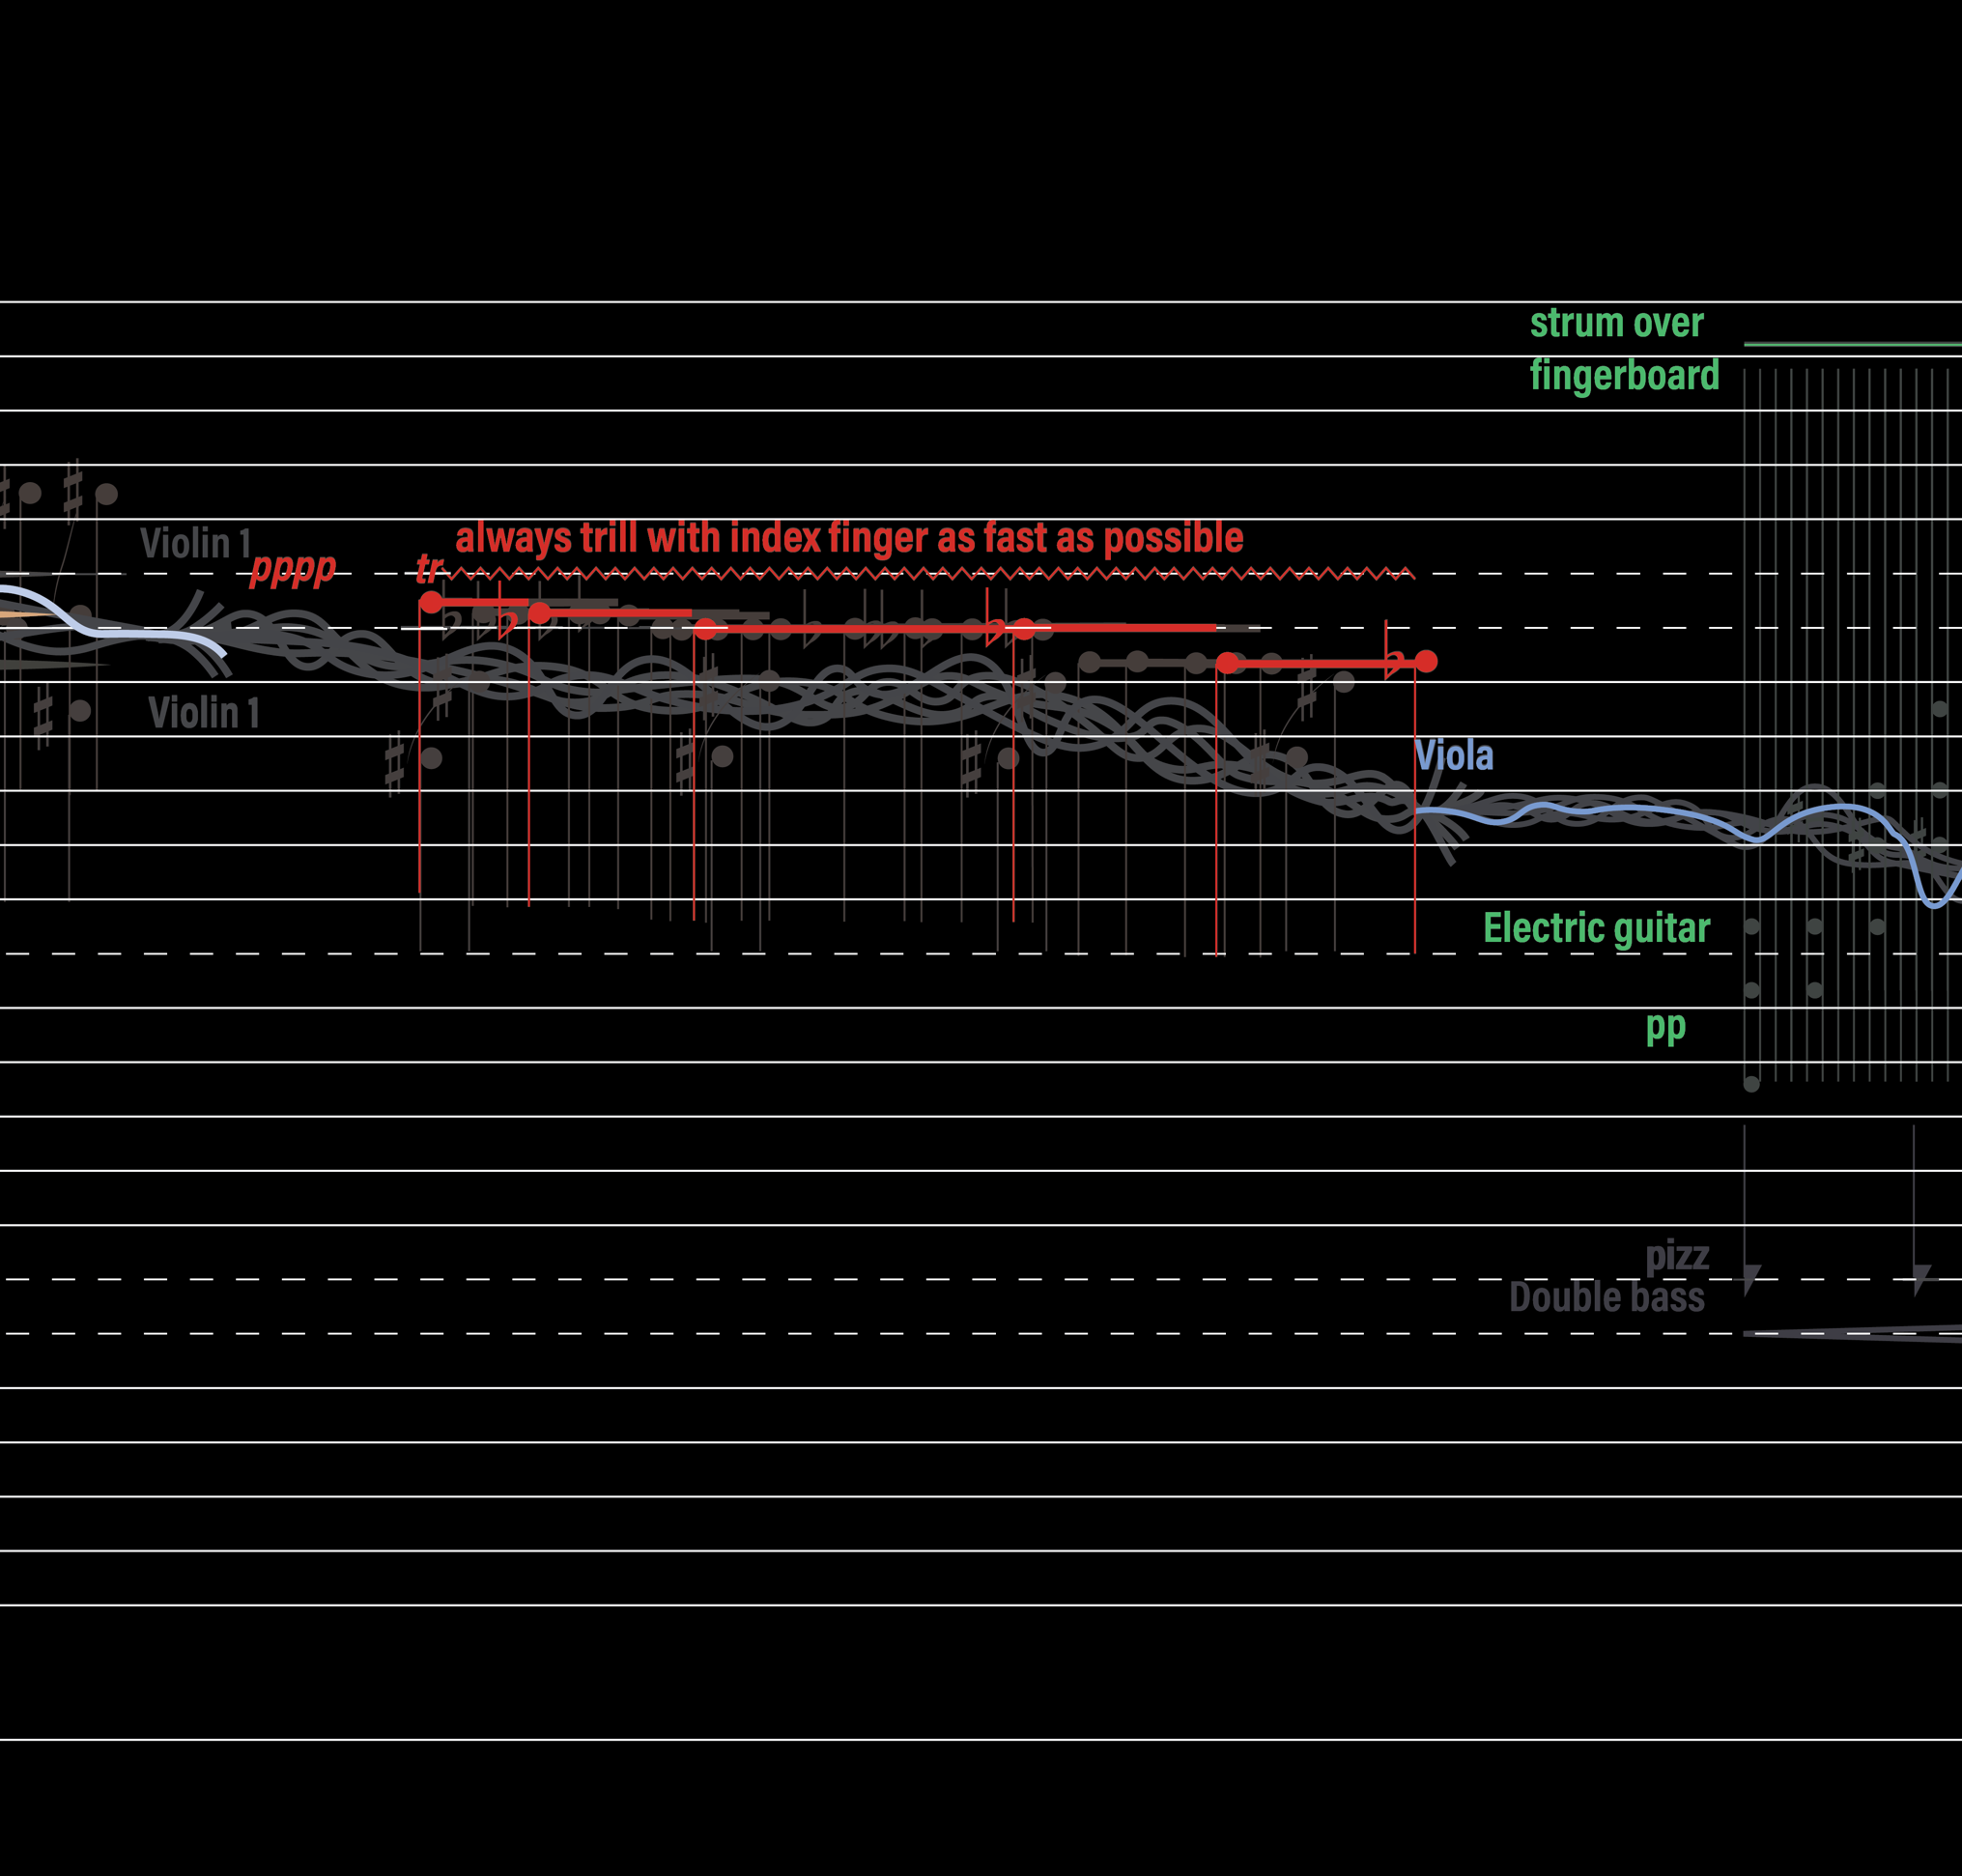 strum over
fingerboard
always trill with index finger as fast as possible
Violin 1
pppp
tr
Violin 1
Viola
Electric guitar
pp
pizz
Double bass